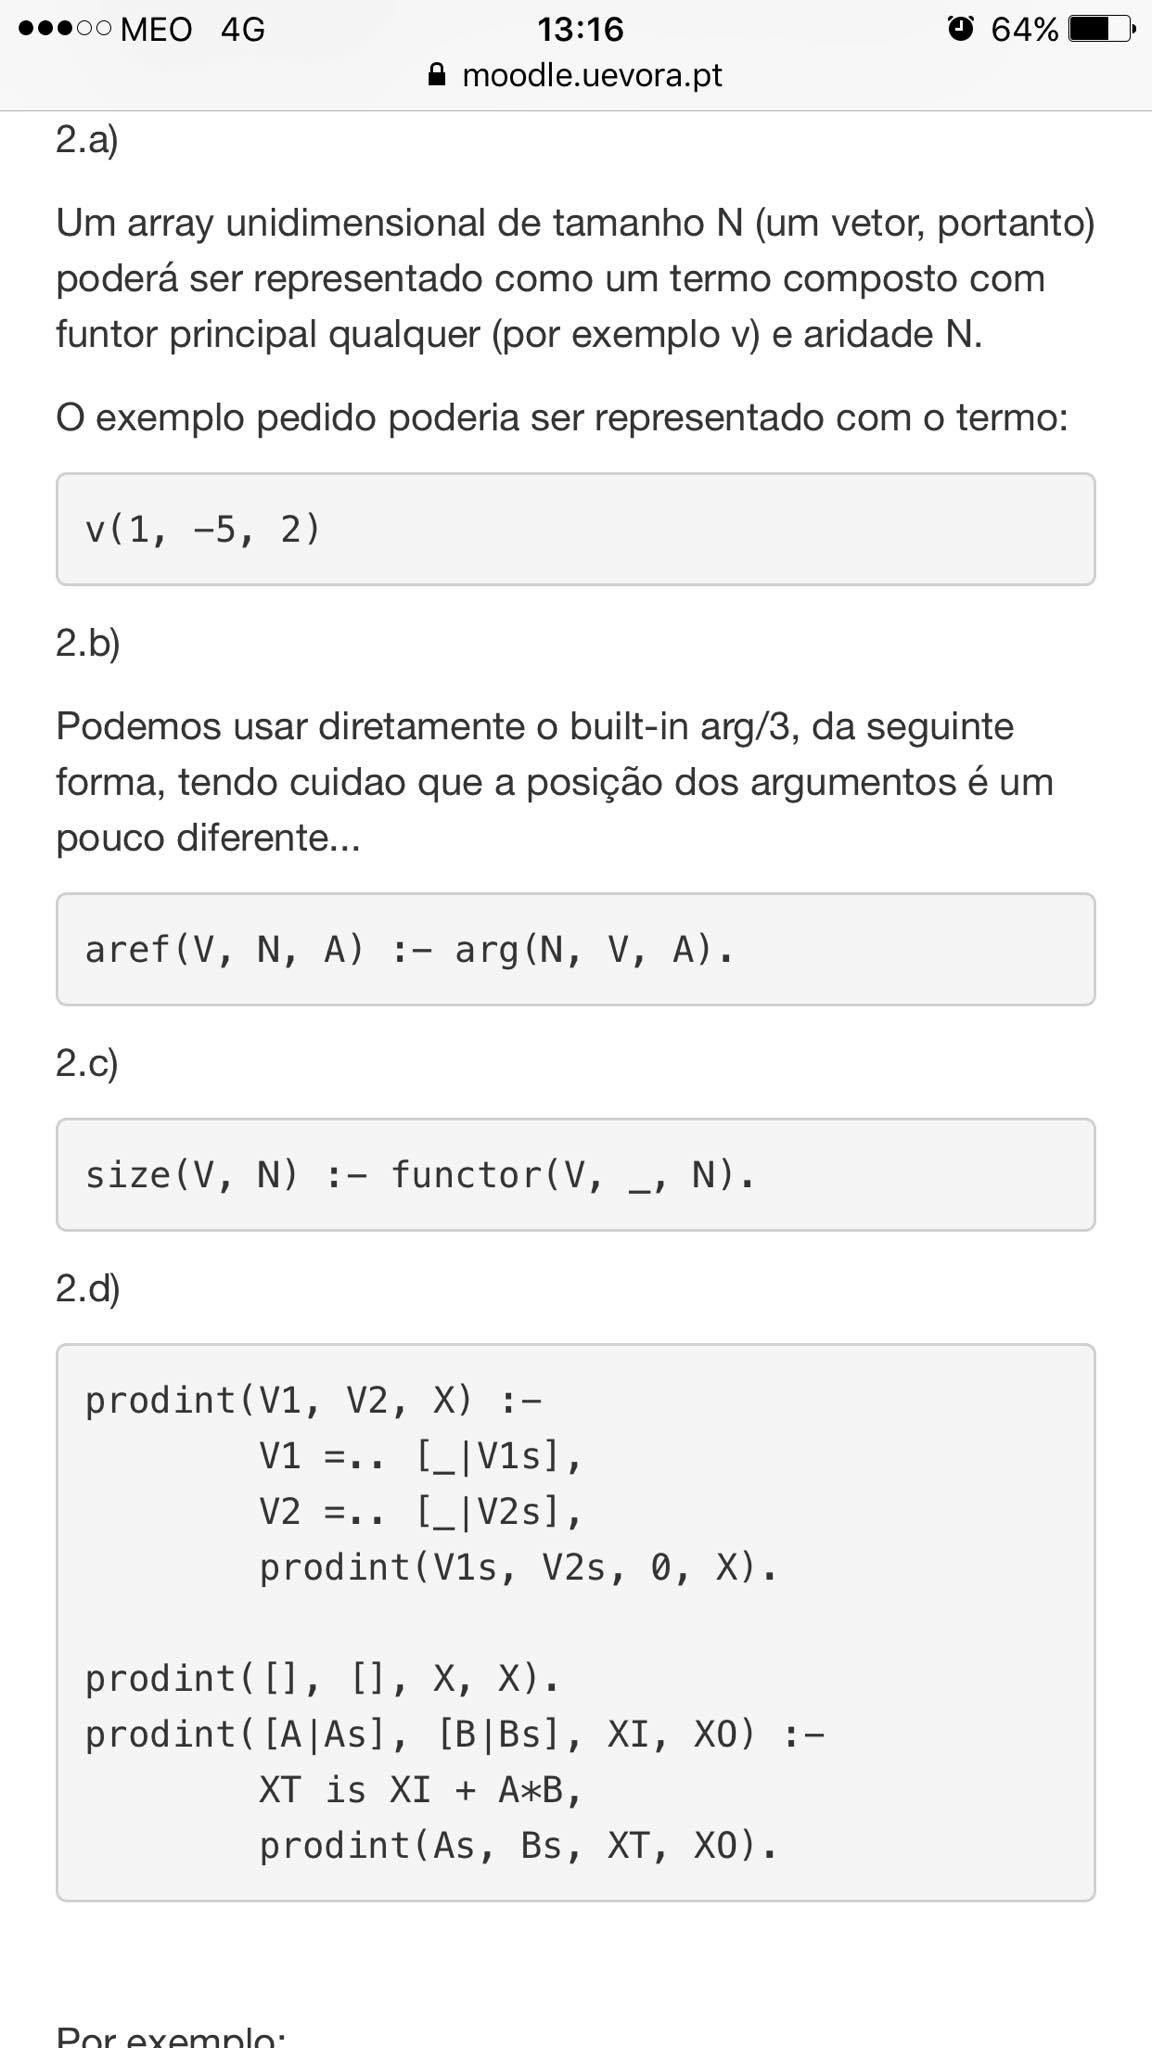 MEO 4G 13:16 64%
moodle.uevora.pt
2.a)
Um array unidimensional de tamanho N (um vetor, portanto)
poderá ser representado como um termo composto com
funtor principal qualquer (por exemplo v) e aridade N.
O exemplo pedido poderia ser representado com o termo:
v(1, -5, 2)
2.b)
Podemos usar diretamente o built-in arg/3, da seguinte
forma, tendo cuidao que a posição dos argumentos é um
pouco diferente...
aref(V, N, A) :- arg(N, V, A).
2.c)
size(V, N) :- functor(V, _, N).
2.d)
prodint(V1, V2, X) :-
V1 =.. [_|V1s],
V2 =.. [_|V2s],
prodint(V1s, V2s, 0, X).
prodint([], [], X, X).
prodint([A|As], [B|Bs], XI, XO) :-
XT is XI + A*B,
prodint(As, Bs, XT, XO).
Por exemplo: